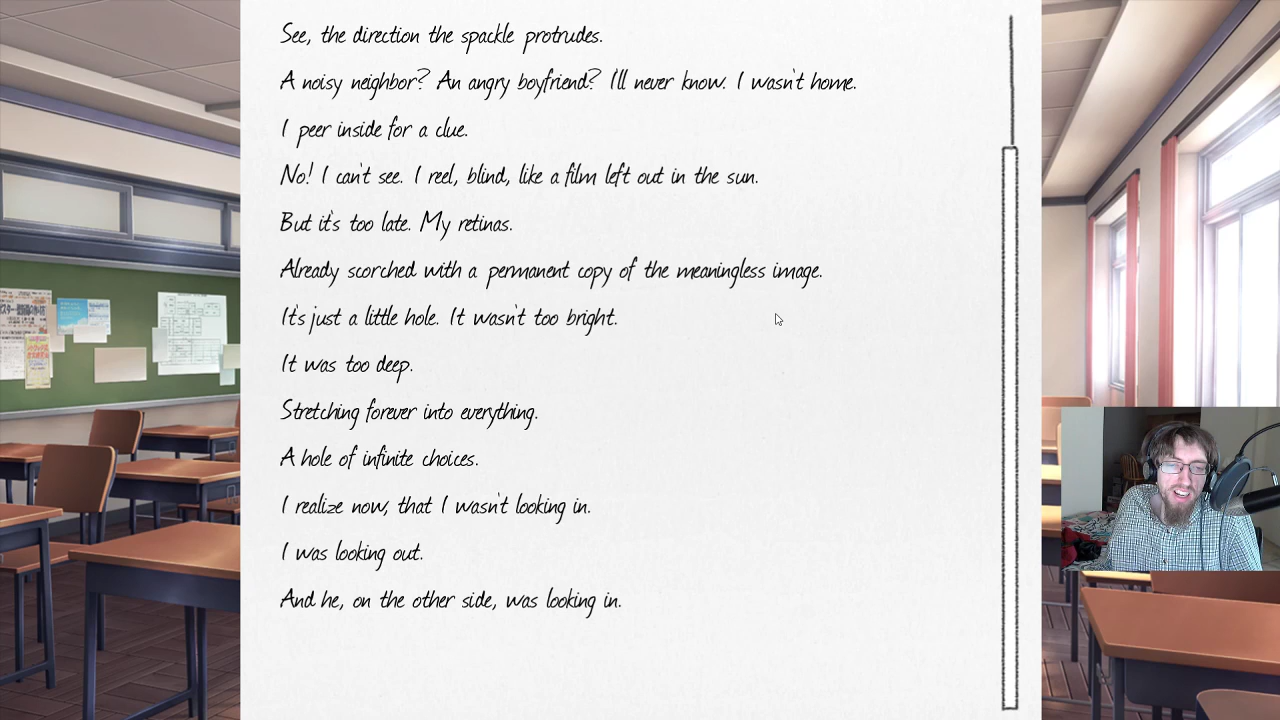 See, the direction the spackle protrudes.
A noisy neighbor? An angry boyfriend? I'll never know. I wasn't home.
I peer inside for a clue.
No! I can't see. I reel, blind, like a film left out in the sun.
But it's too late. My retinas.
Already scorched with a permanent copy of the meaningless image.
It's just a little hole. It wasn't too bright.
It was too deep.
Stretching forever into everything.
A hole of infinite choices.
I realize now, that I wasn't looking in.
I was looking out.
And he, on the other side, was looking in.